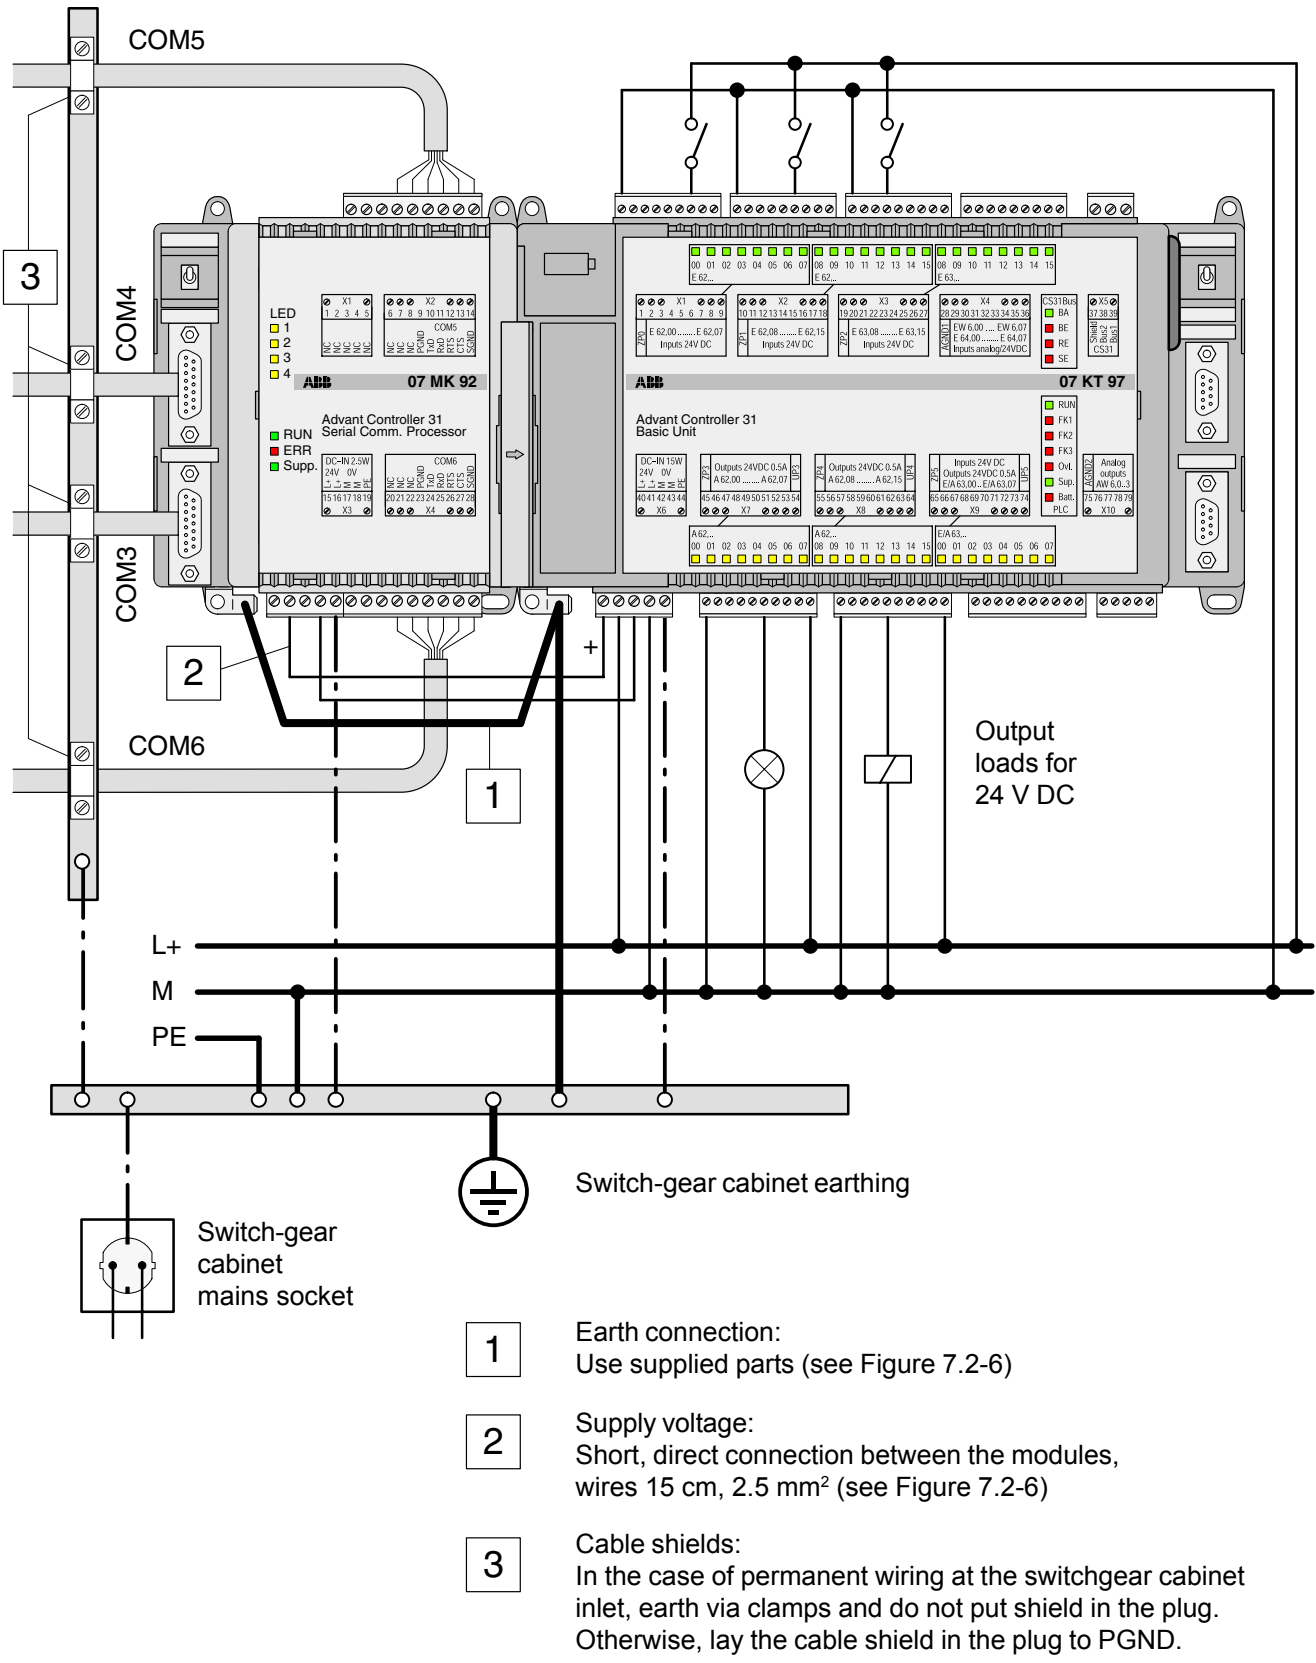 COM5
3
COM4
COM3
COM6
LED
1
2
3
4
RUN
ERR
Supp.
X1
1 2 3 4 5
NC NC NC NC NC
X2
6 7 8 9 10 11 12 13 14
COM5
NC NC NC PGND TxD RxD RTS CTS SGND
ABB 07 MK 92
Advant Controller 31
Serial Comm. Processor
DC–IN 2.5W
24V 0V
L+ L+ M M PE
15 16 17 18 19
X3
COM6
NC NC NC PGND TxD RxD RTS CTS SGND
20 21 22 23 24 25 26 27 28
X4
00 01 02 03 04 05 06 07
E 62,..
08 09 10 11 12 13 14 15
E 62,..
08 09 10 11 12 13 14 15
E 63,..
X1
1 2 3 4 5 6 7 8 9
ZP0
E 62,00 ....... E 62,07
Inputs 24V DC
X2
10 11 12 13 14 15 16 17 18
ZP1
E 62,08 ....... E 62,15
Inputs 24V DC
X3
19 20 21 22 23 24 25 26 27
ZP2
E 63,08 ....... E 63,15
Inputs 24V DC
X4
28 29 30 31 32 33 34 35 36
AGND1
EW 6,00 .... EW 6,07
E 64,00 ....... E 64,07
Inputs analog/24VDC
CS31Bus
BA
BE
RE
SE
X5
37 38 39
Shield Bus2 Bus1
CS31
ABB 07 KT 97
Advant Controller 31
Basic Unit
RUN
FK1
FK2
FK3
Ovl.
Sup.
Batt.
PLC
DC–IN 15W
24V 0V
L+ L+ M M PE
40 41 42 43 44
X6
ZP3
Outputs 24VDC 0.5A
A 62,00 ....... A 62,07
UP3
45 46 47 48 49 50 51 52 53 54
X7
ZP4
Outputs 24VDC 0.5A
A 62,08 ....... A 62,15
UP4
55 56 57 58 59 60 61 62 63 64
X8
ZP5
Inputs 24V DC
Outputs 24VDC 0.5A
E/A 63,00 .. E/A 63,07
UP5
65 66 67 68 69 70 71 72 73 74
X9
AGND2
Analog
outputs
AW 6,0..3
75 76 77 78 79
X10
A 62,..
00 01 02 03 04 05 06 07
A 62,..
08 09 10 11 12 13 14 15
E/A 63,..
00 01 02 03 04 05 06 07
2
+
1
Output
loads for
24 V DC
L+
M
PE
Switch-gear cabinet earthing
Switch-gear
cabinet
mains socket
1
Earth connection:
Use supplied parts (see Figure 7.2-6)
2
Supply voltage:
Short, direct connection between the modules,
wires 15 cm, 2.5 mm² (see Figure 7.2-6)
3
Cable shields:
In the case of permanent wiring at the switchgear cabinet
inlet, earth via clamps and do not put shield in the plug.
Otherwise, lay the cable shield in the plug to PGND.